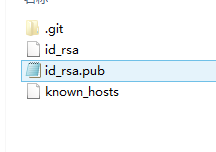 .git
id_rsa
id_rsa.pub
known_hosts